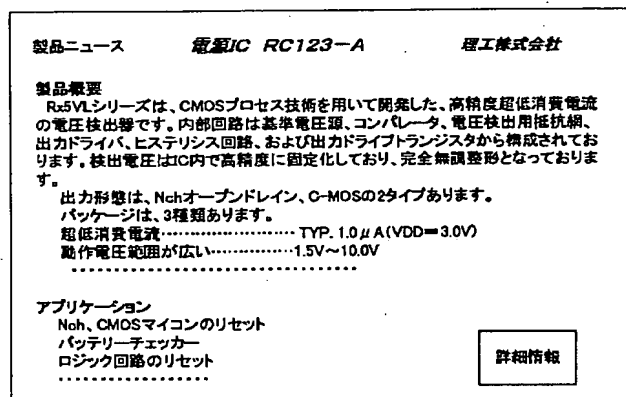 製品ニュース 電源IC RC123-A 理工株式会社
製品概要
Rx5VLシリーズは、CMOSプロセス技術を用いて開発した、高精度超低消費電流
の電圧検出器です。内部回路は基準電圧源、コンパレータ、電圧検出用抵抗網、
出力ドライバ、ヒステリシス回路、および出力ドライブトランジスタから構成されてお
ります。検出電圧はIC内で高精度に固定化しており、完全無調整形となっておりま
す。
出力形態は、Nchオープンドレイン、C-MOSの2タイプあります。
パッケージは、3種類あります。
超低消費電流‥‥‥‥‥‥‥‥‥‥‥ TYP. 1.0μA(VDD=3.0V)
動作電圧範囲が広い‥‥‥‥‥‥‥1.5V~10.0V
‥‥‥‥‥‥‥‥‥‥‥‥‥‥‥‥‥
アプリケーション
Nch、CMOSマイコンのリセット
バッテリーチェッカー
ロジック回路のリセット
‥‥‥‥‥‥‥‥‥
詳細情報